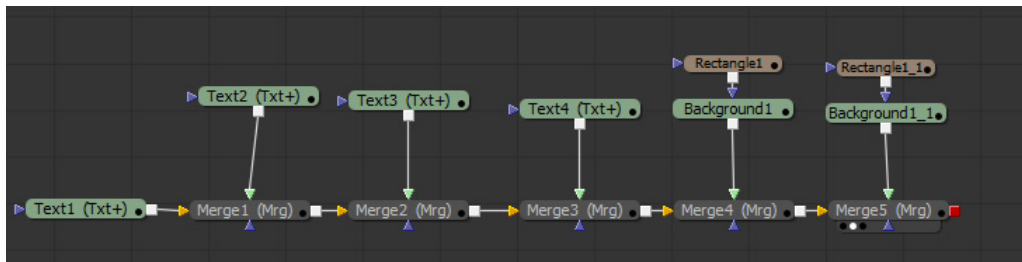 Rectangle1
Rectangle1_1
Text2 (Txt+)
Text3 (Txt+)
Text4 (Txt+)
Background1
Background1_1
Text1 (Txt+)
Merge1 (Mrg)
Merge2 (Mrg)
Merge3 (Mrg)
Merge4 (Mrg)
Merge5 (Mrg)